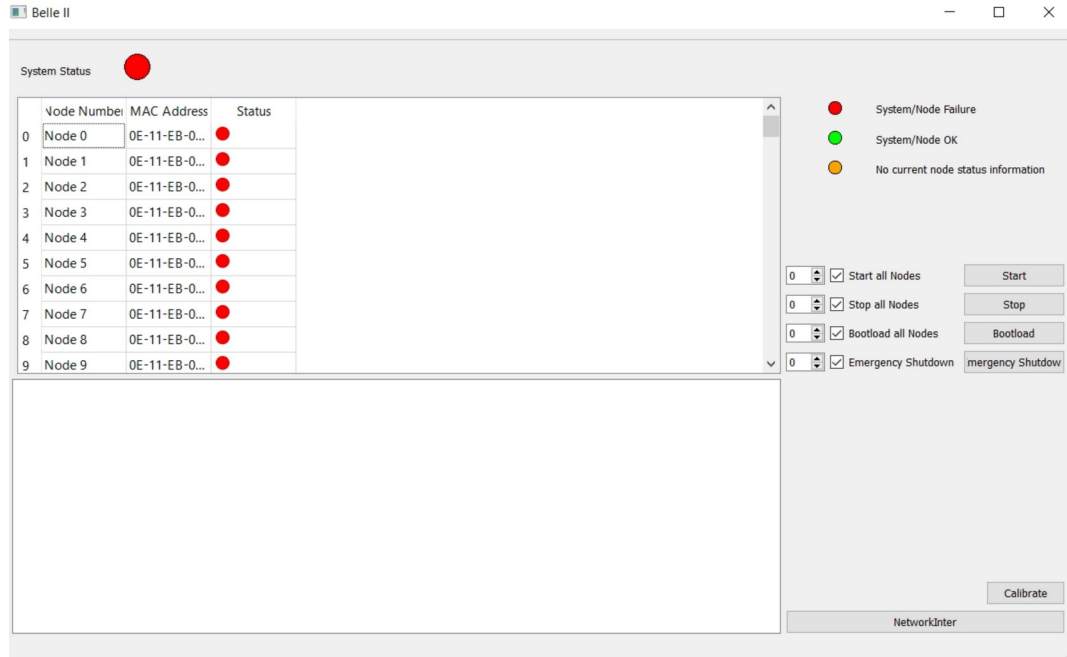 Belle II
System Status
Node Number MAC Address Status
0 Node 0 0E-11-EB-0...
1 Node 1 0E-11-EB-0...
2 Node 2 0E-11-EB-0...
3 Node 3 0E-11-EB-0...
4 Node 4 0E-11-EB-0...
5 Node 5 0E-11-EB-0...
6 Node 6 0E-11-EB-0...
7 Node 7 0E-11-EB-0...
8 Node 8 0E-11-EB-0...
9 Node 9 0E-11-EB-0...
System/Node Failure
System/Node OK
No current node status information
0 Start all Nodes Start
0 Stop all Nodes Stop
0 Bootload all Nodes Bootload
0 Emergency Shutdown mergency Shutdow
Calibrate
NetworkInter